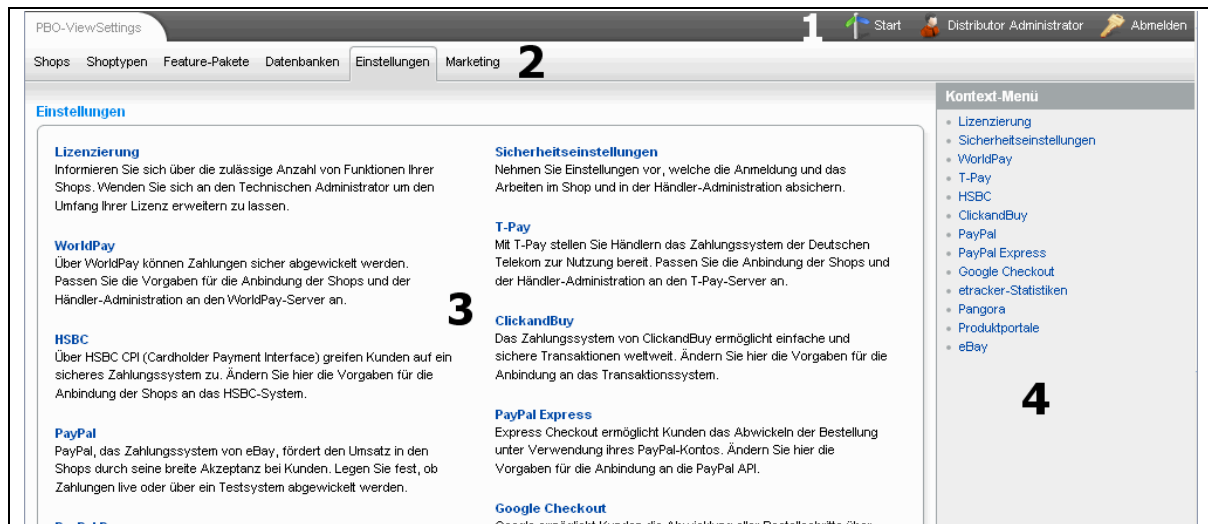 PBO-ViewSettings
1
Start
Distributor Administrator
Abmelden
Shops Shoptypen Feature-Pakete Datenbanken Einstellungen Marketing
2
Einstellungen
Lizenzierung
Informieren Sie sich über die zulässige Anzahl von Funktionen Ihrer
Shops. Wenden Sie sich an den Technischen Administrator um den
Umfang Ihrer Lizenz erweitern zu lassen.
WorldPay
Über WorldPay können Zahlungen sicher abgewickelt werden.
Passen Sie die Vorgaben für die Anbindung der Shops und der
Händler-Administration an den WorldPay-Server an.
HSBC
Über HSBC CPI (Cardholder Payment Interface) greifen Kunden auf ein
sicheres Zahlungssystem zu. Ändern Sie hier die Vorgaben für die
Anbindung der Shops an das HSBC-System.
PayPal
PayPal, das Zahlungssystem von eBay, fördert den Umsatz in den
Shops durch seine breite Akzeptanz bei Kunden. Legen Sie fest, ob
Zahlungen live oder über ein Testsystem abgewickelt werden.
3
Sicherheitseinstellungen
Nehmen Sie Einstellungen vor, welche die Anmeldung und das
Arbeiten im Shop und in der Händler-Administration absichern.
T-Pay
Mit T-Pay stellen Sie Händlern das Zahlungssystem der Deutschen
Telekom zur Nutzung bereit. Passen Sie die Anbindung der Shops und
der Händler-Administration an den T-Pay-Server an.
ClickandBuy
Das Zahlungssystem von ClickandBuy ermöglicht einfache und
sichere Transaktionen weltweit. Ändern Sie hier die Vorgaben für die
Anbindung an das Transaktionssystem.
PayPal Express
Express Checkout ermöglicht Kunden das Abwickeln der Bestellung
unter Verwendung ihres PayPal-Kontos. Ändern Sie hier die
Vorgaben für die Anbindung an die PayPal API.
Google Checkout
Kontext-Menü
Lizenzierung
Sicherheitseinstellungen
WorldPay
T-Pay
HSBC
ClickandBuy
PayPal
PayPal Express
Google Checkout
etracker-Statistiken
Pangora
Produktportale
eBay
4